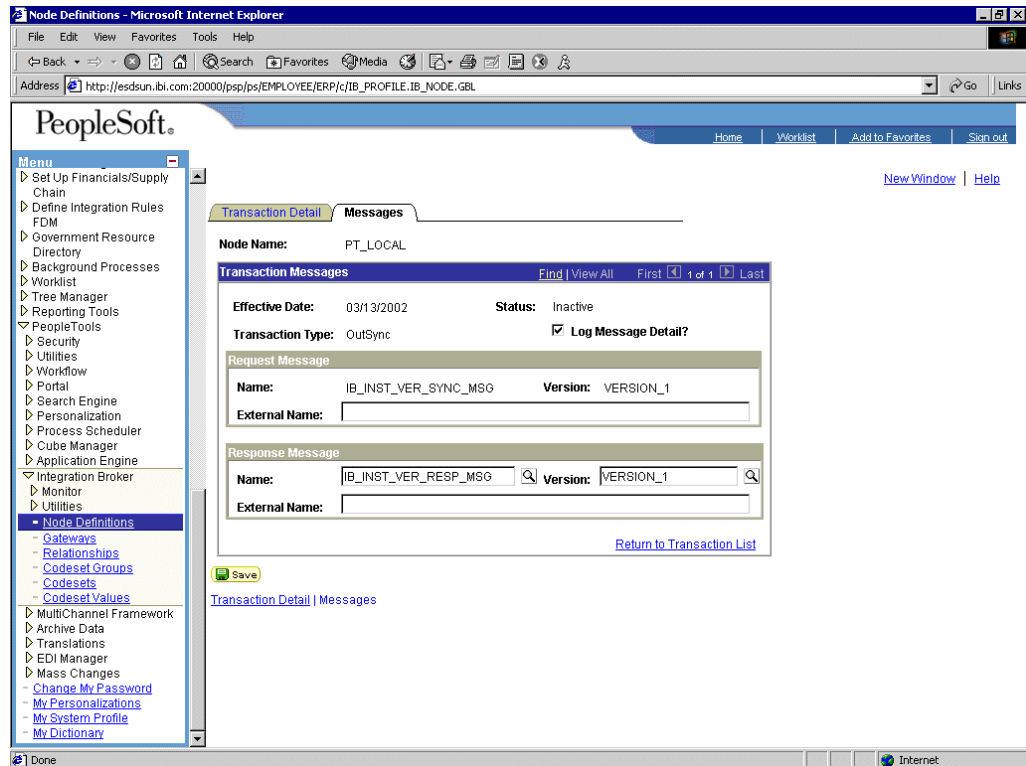 Node Definitions - Microsoft Internet Explorer
File Edit View Favorites Tools Help
Back Search Favorites Media
Address http://esdsun.ibi.com:20000/psp/ps/EMPLOYEE/ERP/c/IB_PROFILE.IB_NODE.GBL Go Links
PeopleSoft®
Home Worklist Add to Favorites Sign out
Menu
Set Up Financials/Supply
Chain
Define Integration Rules
FDM
Government Resource
Directory
Background Processes
Worklist
Tree Manager
Reporting Tools
PeopleTools
Security
Utilities
Workflow
Portal
Search Engine
Personalization
Process Scheduler
Cube Manager
Application Engine
Integration Broker
Monitor
Utilities
Node Definitions
Gateways
Relationships
Codeset Groups
Codesets
Codeset Values
MultiChannel Framework
Archive Data
Translations
EDI Manager
Mass Changes
Change My Password
My Personalizations
My System Profile
My Dictionary
New Window | Help
Transaction Detail Messages
Node Name: PT_LOCAL
Transaction Messages Find | View All First 1 of 1 Last
Effective Date: 03/13/2002 Status: Inactive
Transaction Type: OutSync Log Message Detail?
Request Message
Name: IB_INST_VER_SYNC_MSG Version: VERSION_1
External Name:
Response Message
Name: IB_INST_VER_RESP_MSG Version: VERSION_1
External Name:
Return to Transaction List
Save
Transaction Detail | Messages
Done Internet